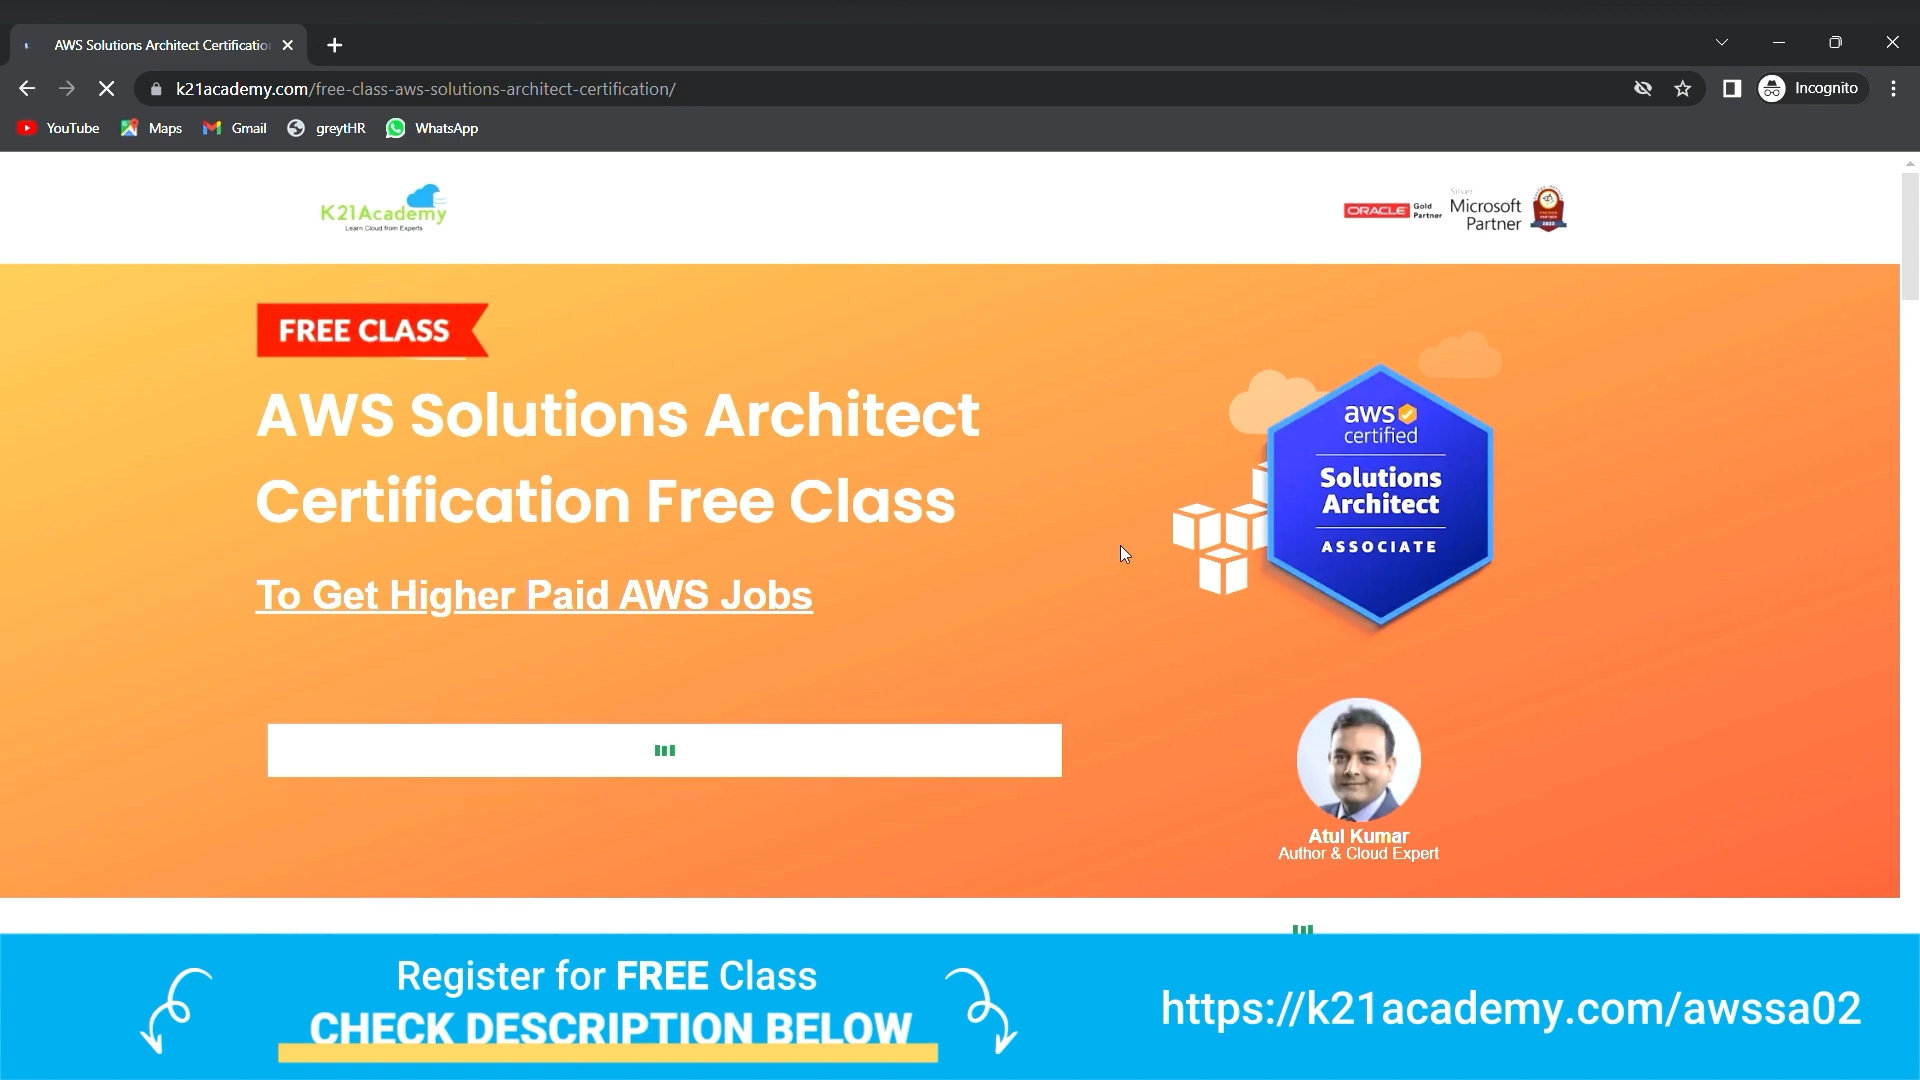 AWS Solutions Architect Certificatio
k21academy.com/free-class-aws-solutions-architect-certification/
Incognito
YouTube
Maps
Gmail
greytHR
WhatsApp
K21Academy
Learn Cloud from Experts
ORACLE Gold Partner
Silver
Microsoft Partner
FREE CLASS
AWS Solutions Architect
Certification Free Class
To Get Higher Paid AWS Jobs
aws
certified
Solutions
Architect
ASSOCIATE
Atul Kumar
Author & Cloud Expert
Register for FREE Class
CHECK DESCRIPTION BELOW
https://k21academy.com/awssa02